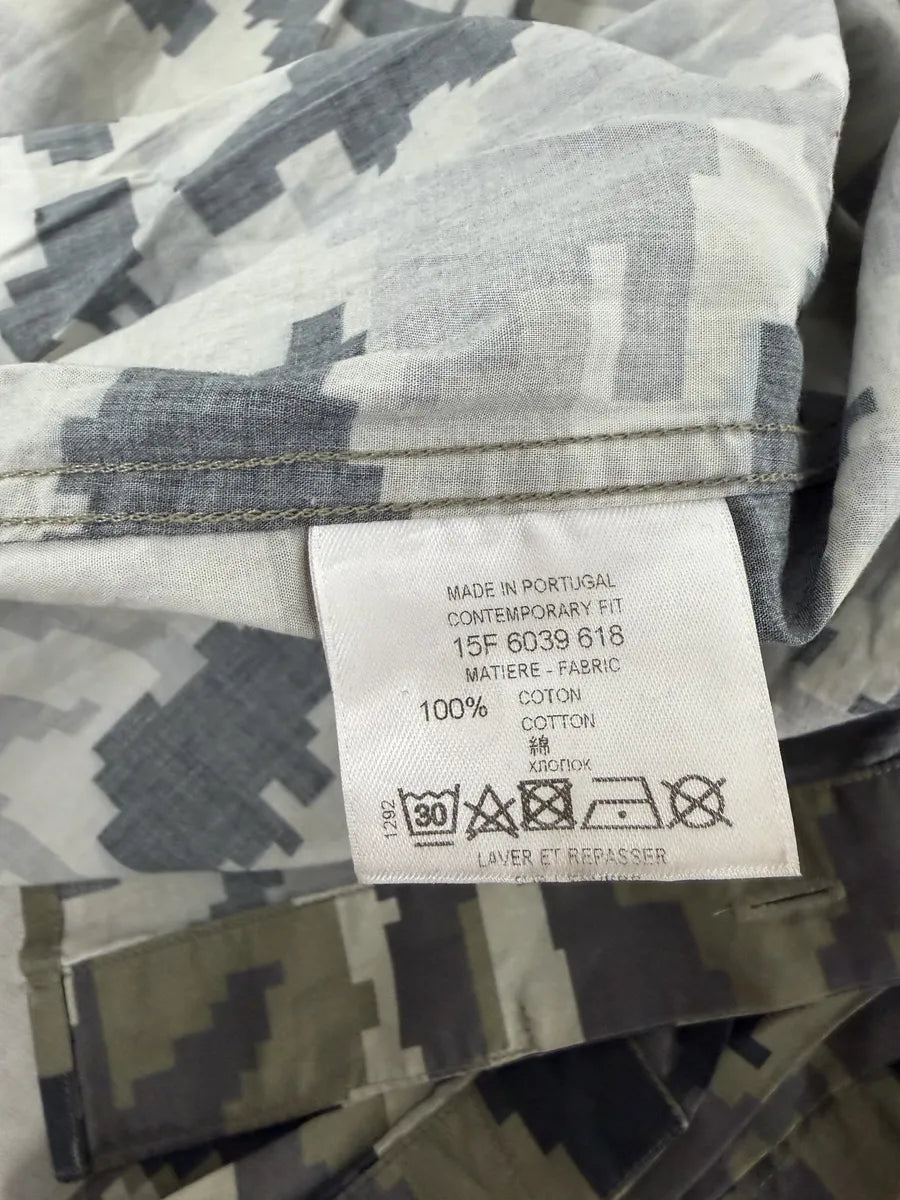 MADE IN PORTUGAL
CONTEMPORARY FIT
15F 6039 618
MATIERE - FABRIC
100% COTON
COTTON
綿
ХЛОПОК
1292
30
LAVER ET REPASSER